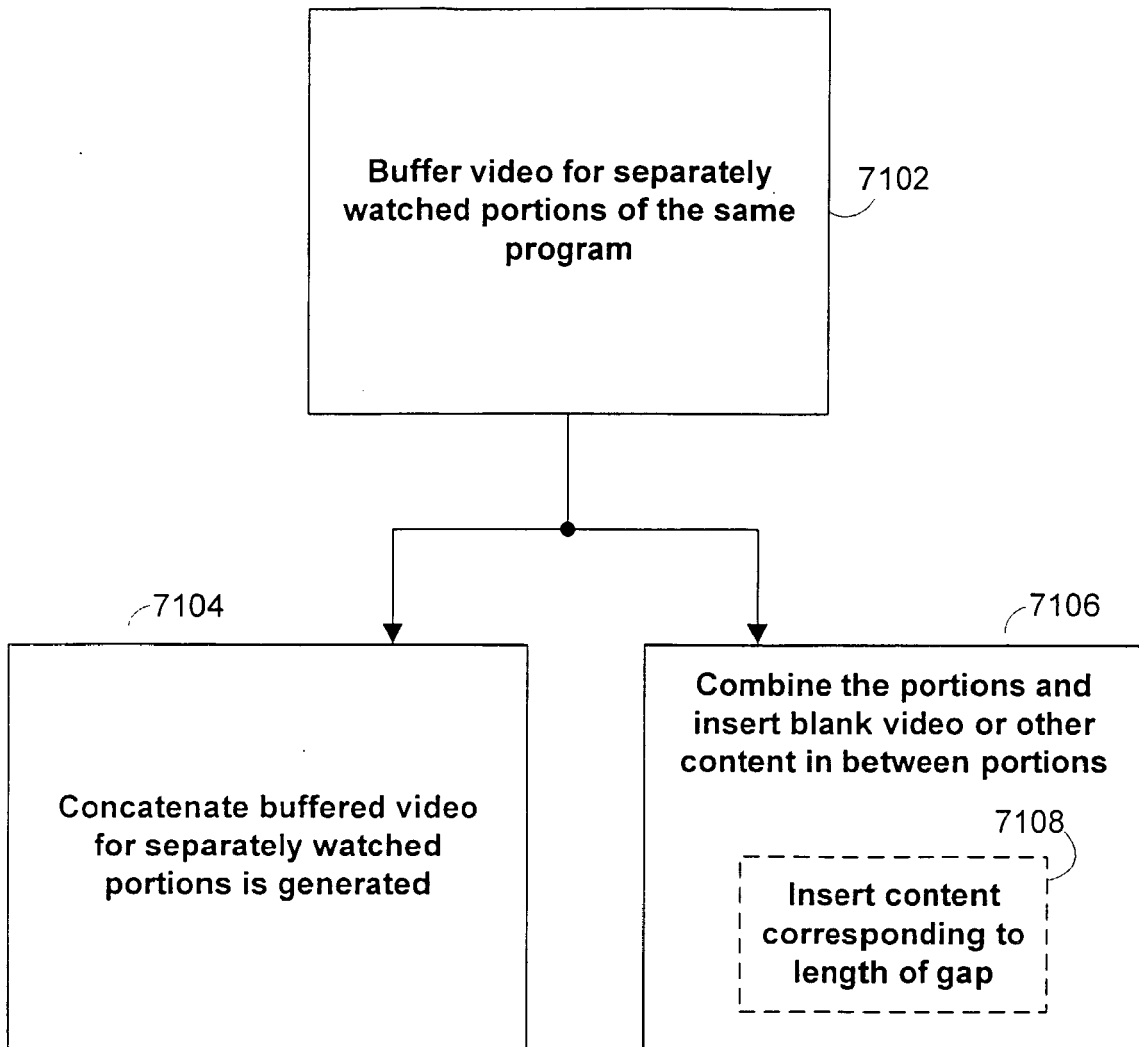 Buffer video for separately
watched portions of the same
program
7102
7104
Concatenate buffered video
for separately watched
portions is generated
7106
Combine the portions and
insert blank video or other
content in between portions
7108
Insert content
corresponding to
length of gap